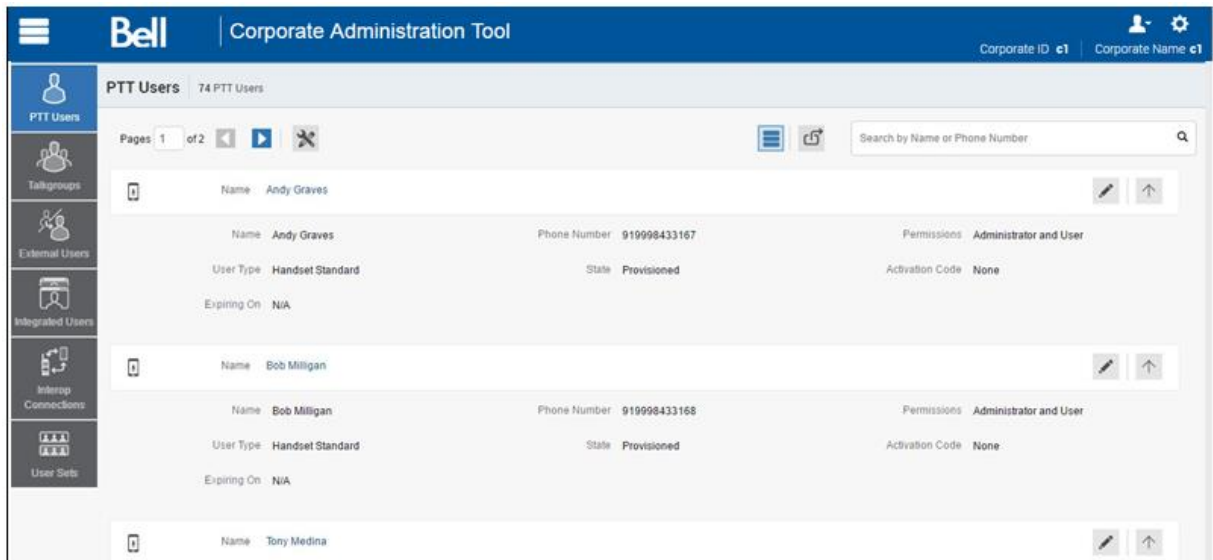 Bell
Corporate Administration Tool
Corporate ID c1
Corporate Name c1
PTT Users
Talkgroups
External Users
Integrated Users
Interop
Connections
User Sets
PTT Users 74 PTT Users
Pages 1 of 2
Search by Name or Phone Number
Name Andy Graves
Name Andy Graves Phone Number 919998433167 Permissions Administrator and User
User Type Handset Standard State Provisioned Activation Code None
Expiring On N/A
Name Bob Milligan
Name Bob Milligan Phone Number 919998433168 Permissions Administrator and User
User Type Handset Standard State Provisioned Activation Code None
Expiring On N/A
Name Tony Medina